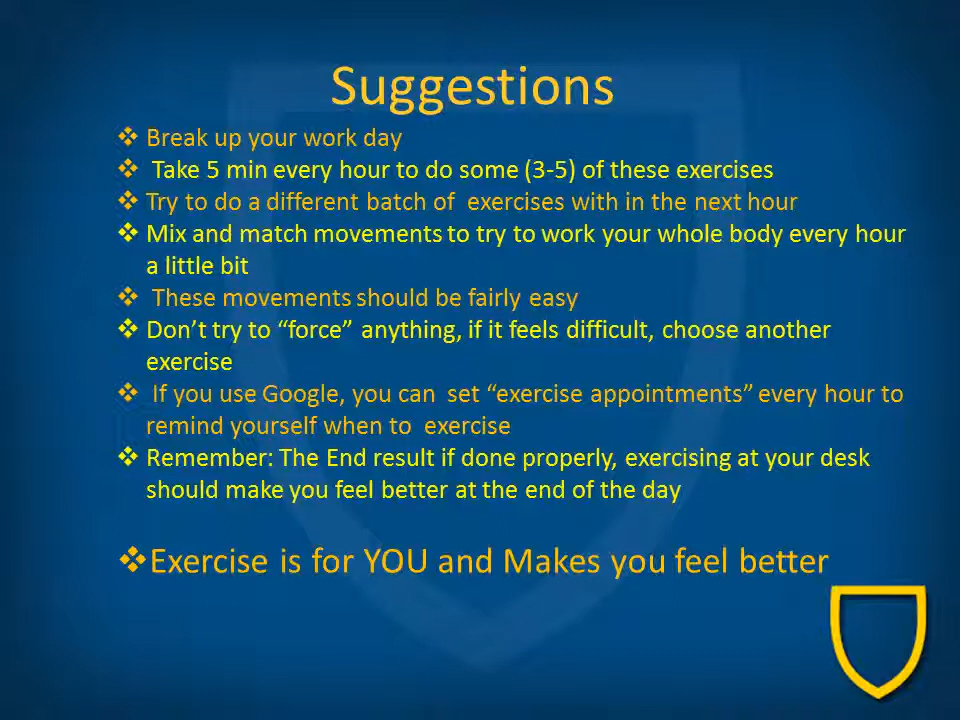 Suggestions
❖ Break up your work day
❖ Take 5 min every hour to do some (3-5) of these exercises
❖ Try to do a different batch of exercises with in the next hour
❖ Mix and match movements to try to work your whole body every hour
a little bit
❖ These movements should be fairly easy
❖ Don’t try to “force” anything, if it feels difficult, choose another
exercise
❖ If you use Google, you can set “exercise appointments” every hour to
remind yourself when to exercise
❖ Remember: The End result if done properly, exercising at your desk
should make you feel better at the end of the day
❖Exercise is for YOU and Makes you feel better